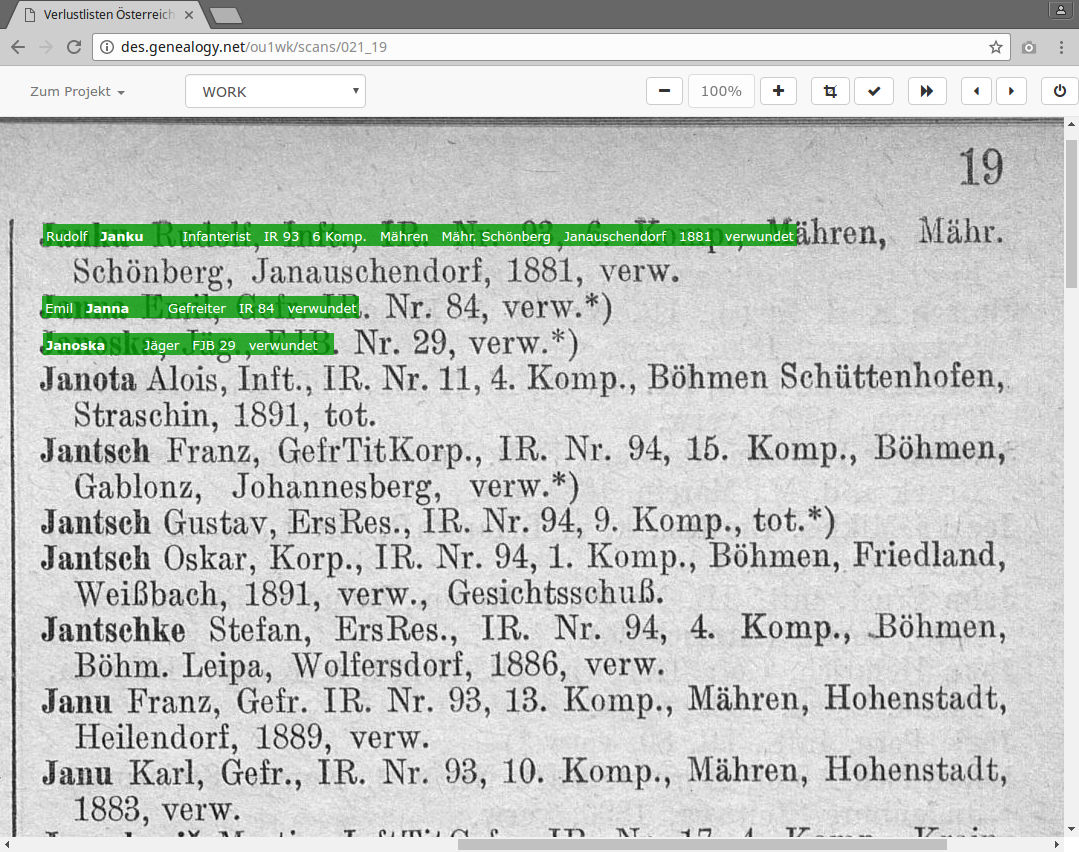 Verlustlisten Österreich
des.genealogy.net/ou1wk/scans/021_19
Zum Projekt WORK 100%
19
Rudolf Janku Infanterist IR 93 6 Komp. Mähren Mähr. Schönberg Janauschendorf 1881 verwundet ähren, Mähr.
Schönberg, Janauschendorf, 1881, verw.
Emil Janna Gefreiter IR 84 verwundet Nr. 84, verw.*)
Janoska Jäger FJB 29 verwundet Nr. 29, verw.*)
Janota Alois, Inft., IR. Nr. 11, 4. Komp., Böhmen Schüttenhofen,
Straschin, 1891, tot.
Jantsch Franz, GefrTitKorp., IR. Nr. 94, 15. Komp., Böhmen,
Gablonz, Johannesberg, verw.*)
Jantsch Gustav, ErsRes., IR. Nr. 94, 9. Komp., tot.*)
Jantsch Oskar, Korp., IR. Nr. 94, 1. Komp., Böhmen, Friedland,
Weißbach, 1891, verw., Gesichtsschuß.
Jantschke Stefan, ErsRes., IR. Nr. 94, 4. Komp., Böhmen,
Böhm. Leipa, Wolfersdorf, 1886, verw.
Janu Franz, Gefr. IR. Nr. 93, 13. Komp., Mähren, Hohenstadt,
Heilendorf, 1889, verw.
Janu Karl, Gefr., IR. Nr. 93, 10. Komp., Mähren, Hohenstadt,
1883, verw.